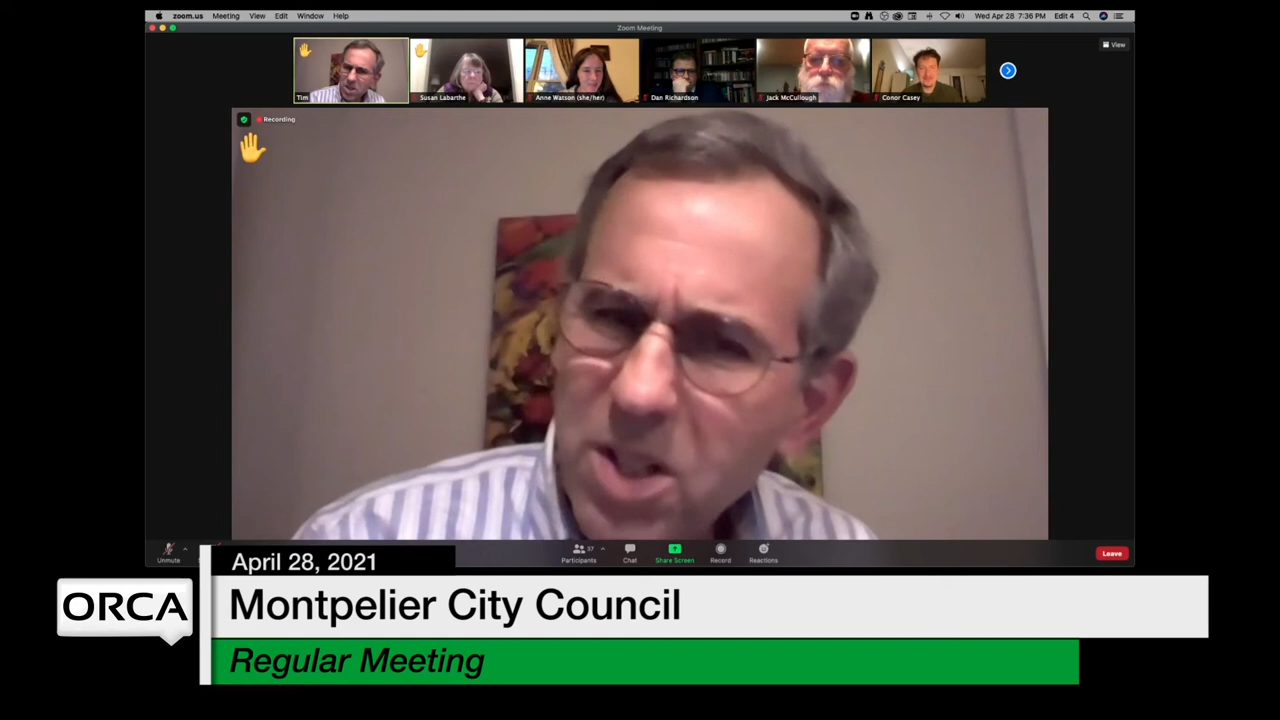 zoom.us Meeting View Edit Window Help
Wed Apr 28 7:36 PM Edit 4
Zoom Meeting
View
Tim
Susan Labarthe
Anne Watson (she/her)
Dan Richardson
Jack McCullough
Conor Casey
Recording
Unmute
37
Participants
Chat
Share Screen
Record
Reactions
Leave
April 28, 2021
ORCA
Montpelier City Council
Regular Meeting